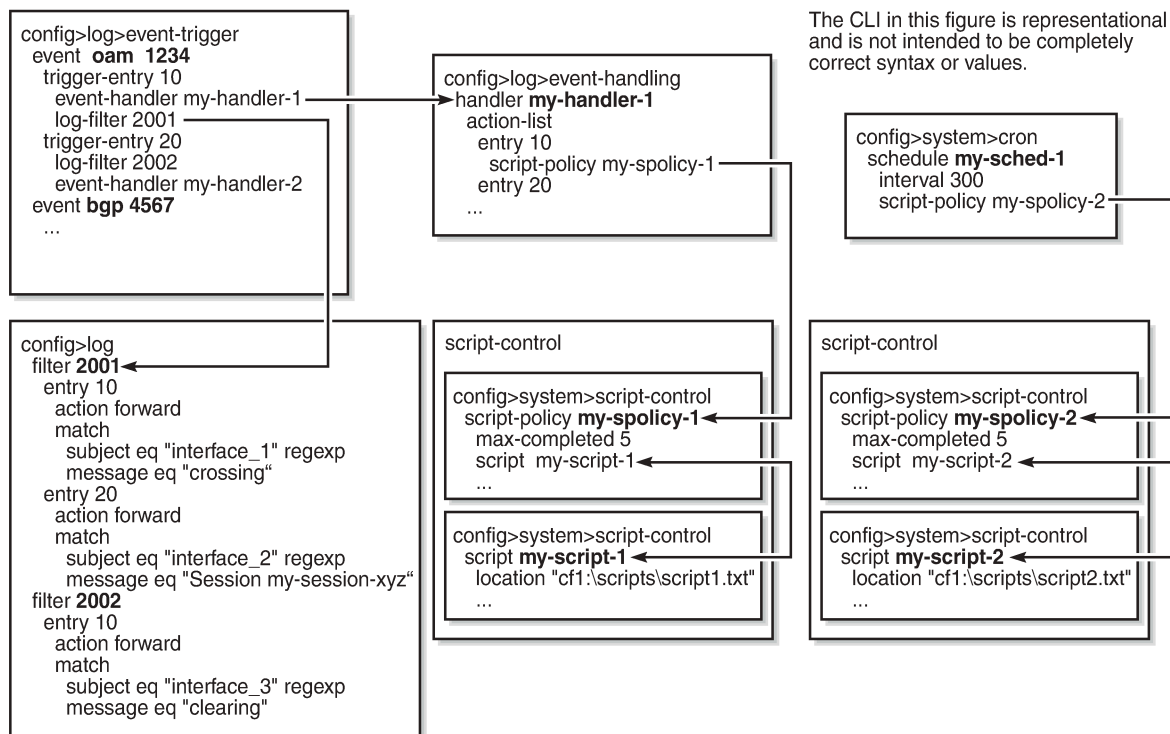 config>log>event-trigger
event oam 1234
trigger-entry 10
event-handler my-handler-1
log-filter 2001
trigger-entry 20
log-filter 2002
event-handler my-handler-2
event bgp 4567
...
config>log>event-handling
handler my-handler-1
action-list
entry 10
script-policy my-spolicy-1
entry 20
...
The CLI in this figure is representational
and is not intended to be completely
correct syntax or values.
config>system>cron
schedule my-sched-1
interval 300
script-policy my-spolicy-2
config>log
filter 2001
entry 10
action forward
match
subject eq "interface_1" regexp
message eq "crossing“
entry 20
action forward
match
subject eq "interface_2" regexp
message eq "Session my-session-xyz“
filter 2002
entry 10
action forward
match
subject eq "interface_3" regexp
message eq "clearing"
script-control
config>system>script-control
script-policy my-spolicy-1
max-completed 5
script my-script-1
...
config>system>script-control
script my-script-1
location "cf1:\scripts\script1.txt"
...
script-control
config>system>script-control
script-policy my-spolicy-2
max-completed 5
script my-script-2
...
config>system>script-control
script my-script-2
location "cf1:\scripts\script2.txt"
...